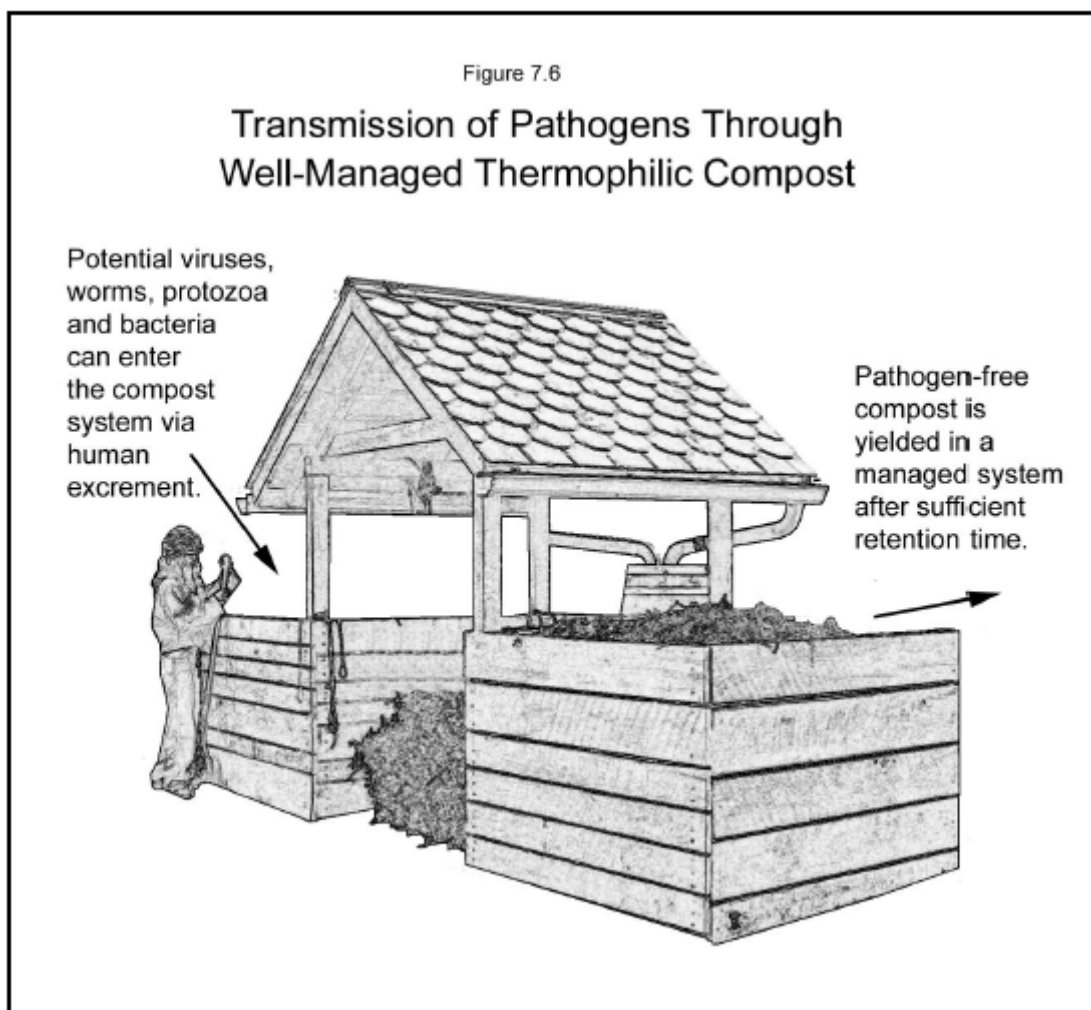 Figure 7.6
Transmission of Pathogens Through
Well-Managed Thermophilic Compost
Potential viruses,
worms, protozoa
and bacteria
can enter
the compost
system via
human
excrement.
Pathogen-free
compost is
yielded in a
managed system
after sufficient
retention time.